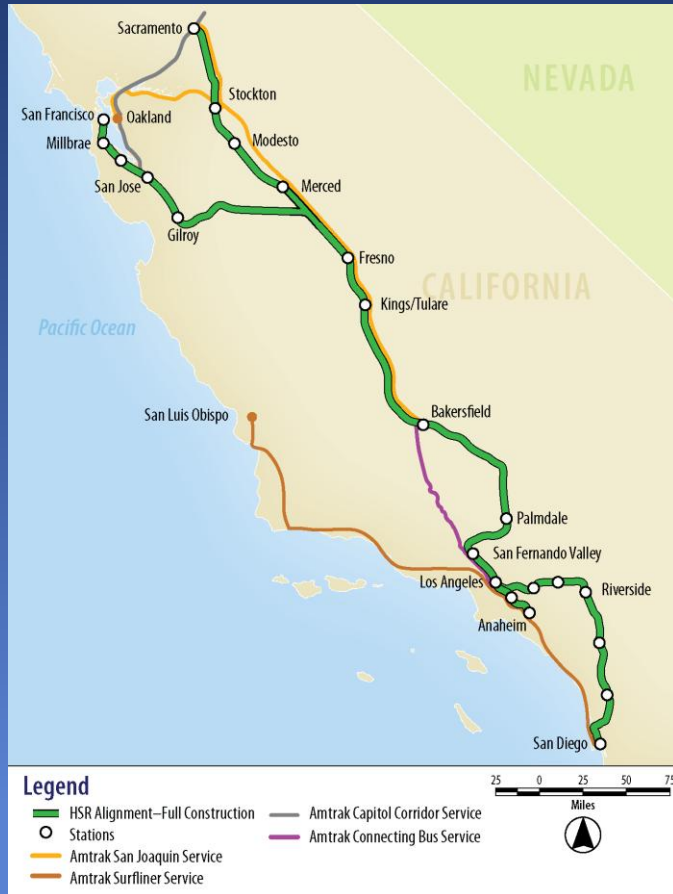 Sacramento
NEVADA
Stockton
San Francisco
Oakland
Millbrae
Modesto
San Jose
Merced
Gilroy
Fresno
CALIFORNIA
Kings/Tulare
Pacific Ocean
San Luis Obispo
Bakersfield
Palmdale
San Fernando Valley
Los Angeles
Riverside
Anaheim
San Diego
Legend
HSR Alignment–Full Construction
Stations
Amtrak San Joaquin Service
Amtrak Surfliner Service
Amtrak Capitol Corridor Service
Amtrak Connecting Bus Service
25 0 25 50 75
Miles